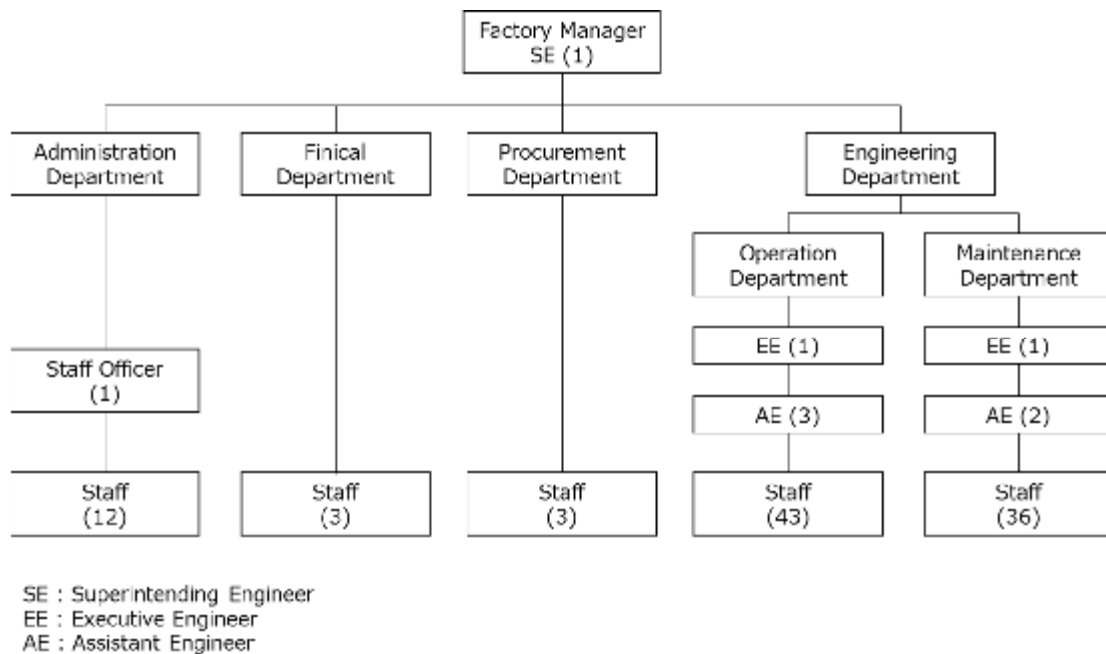 Factory Manager
SE (1)
Administration
Department
Finical
Department
Procurement
Department
Engineering
Department
Operation
Department
Maintenance
Department
EE (1)
EE (1)
Staff Officer
(1)
AE (3)
AE (2)
Staff
(12)
Staff
(3)
Staff
(3)
Staff
(43)
Staff
(36)
SE : Superintending Engineer
EE : Executive Engineer
AE : Assistant Engineer